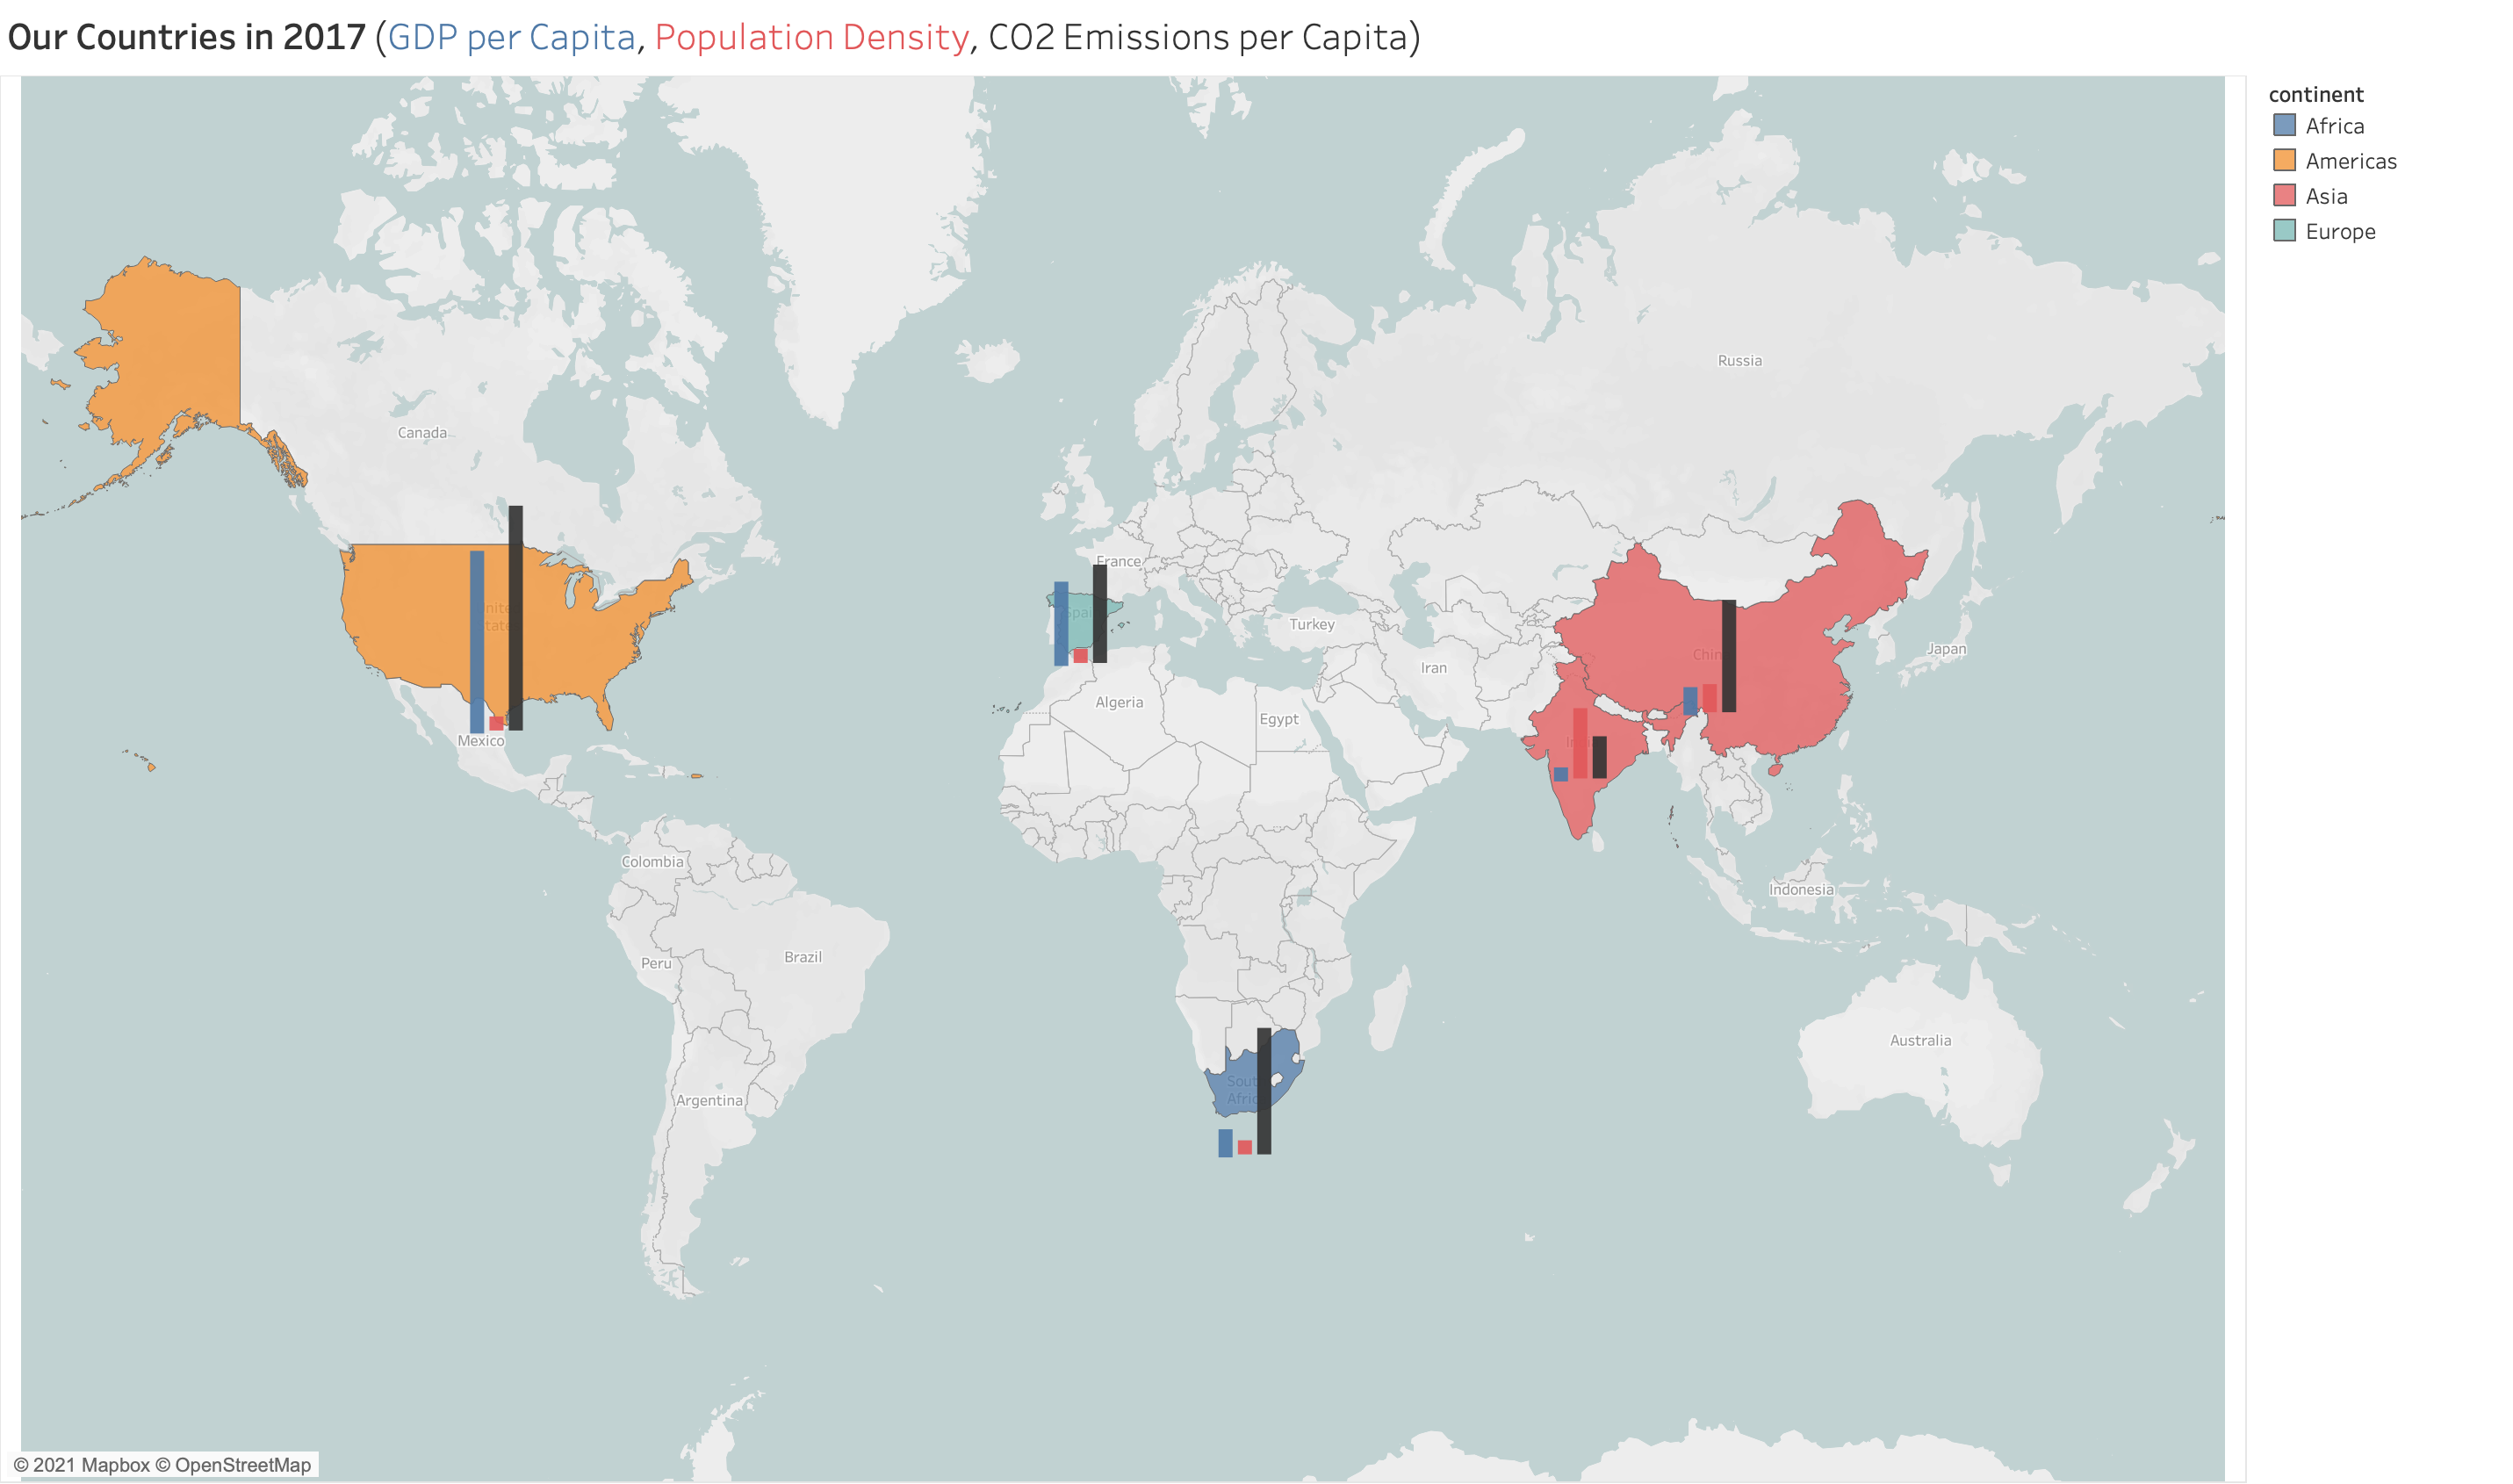 Our Countries in 2017 (GDP per Capita, Population Density, CO2 Emissions per Capita)
continent
Africa
Americas
Asia
Europe
Russia
Canada
France
Turkey
Japan
Iran
Algeria
Egypt
Mexico
Colombia
Indonesia
Brazil
Peru
Australia
Argentina
© 2021 Mapbox © OpenStreetMap